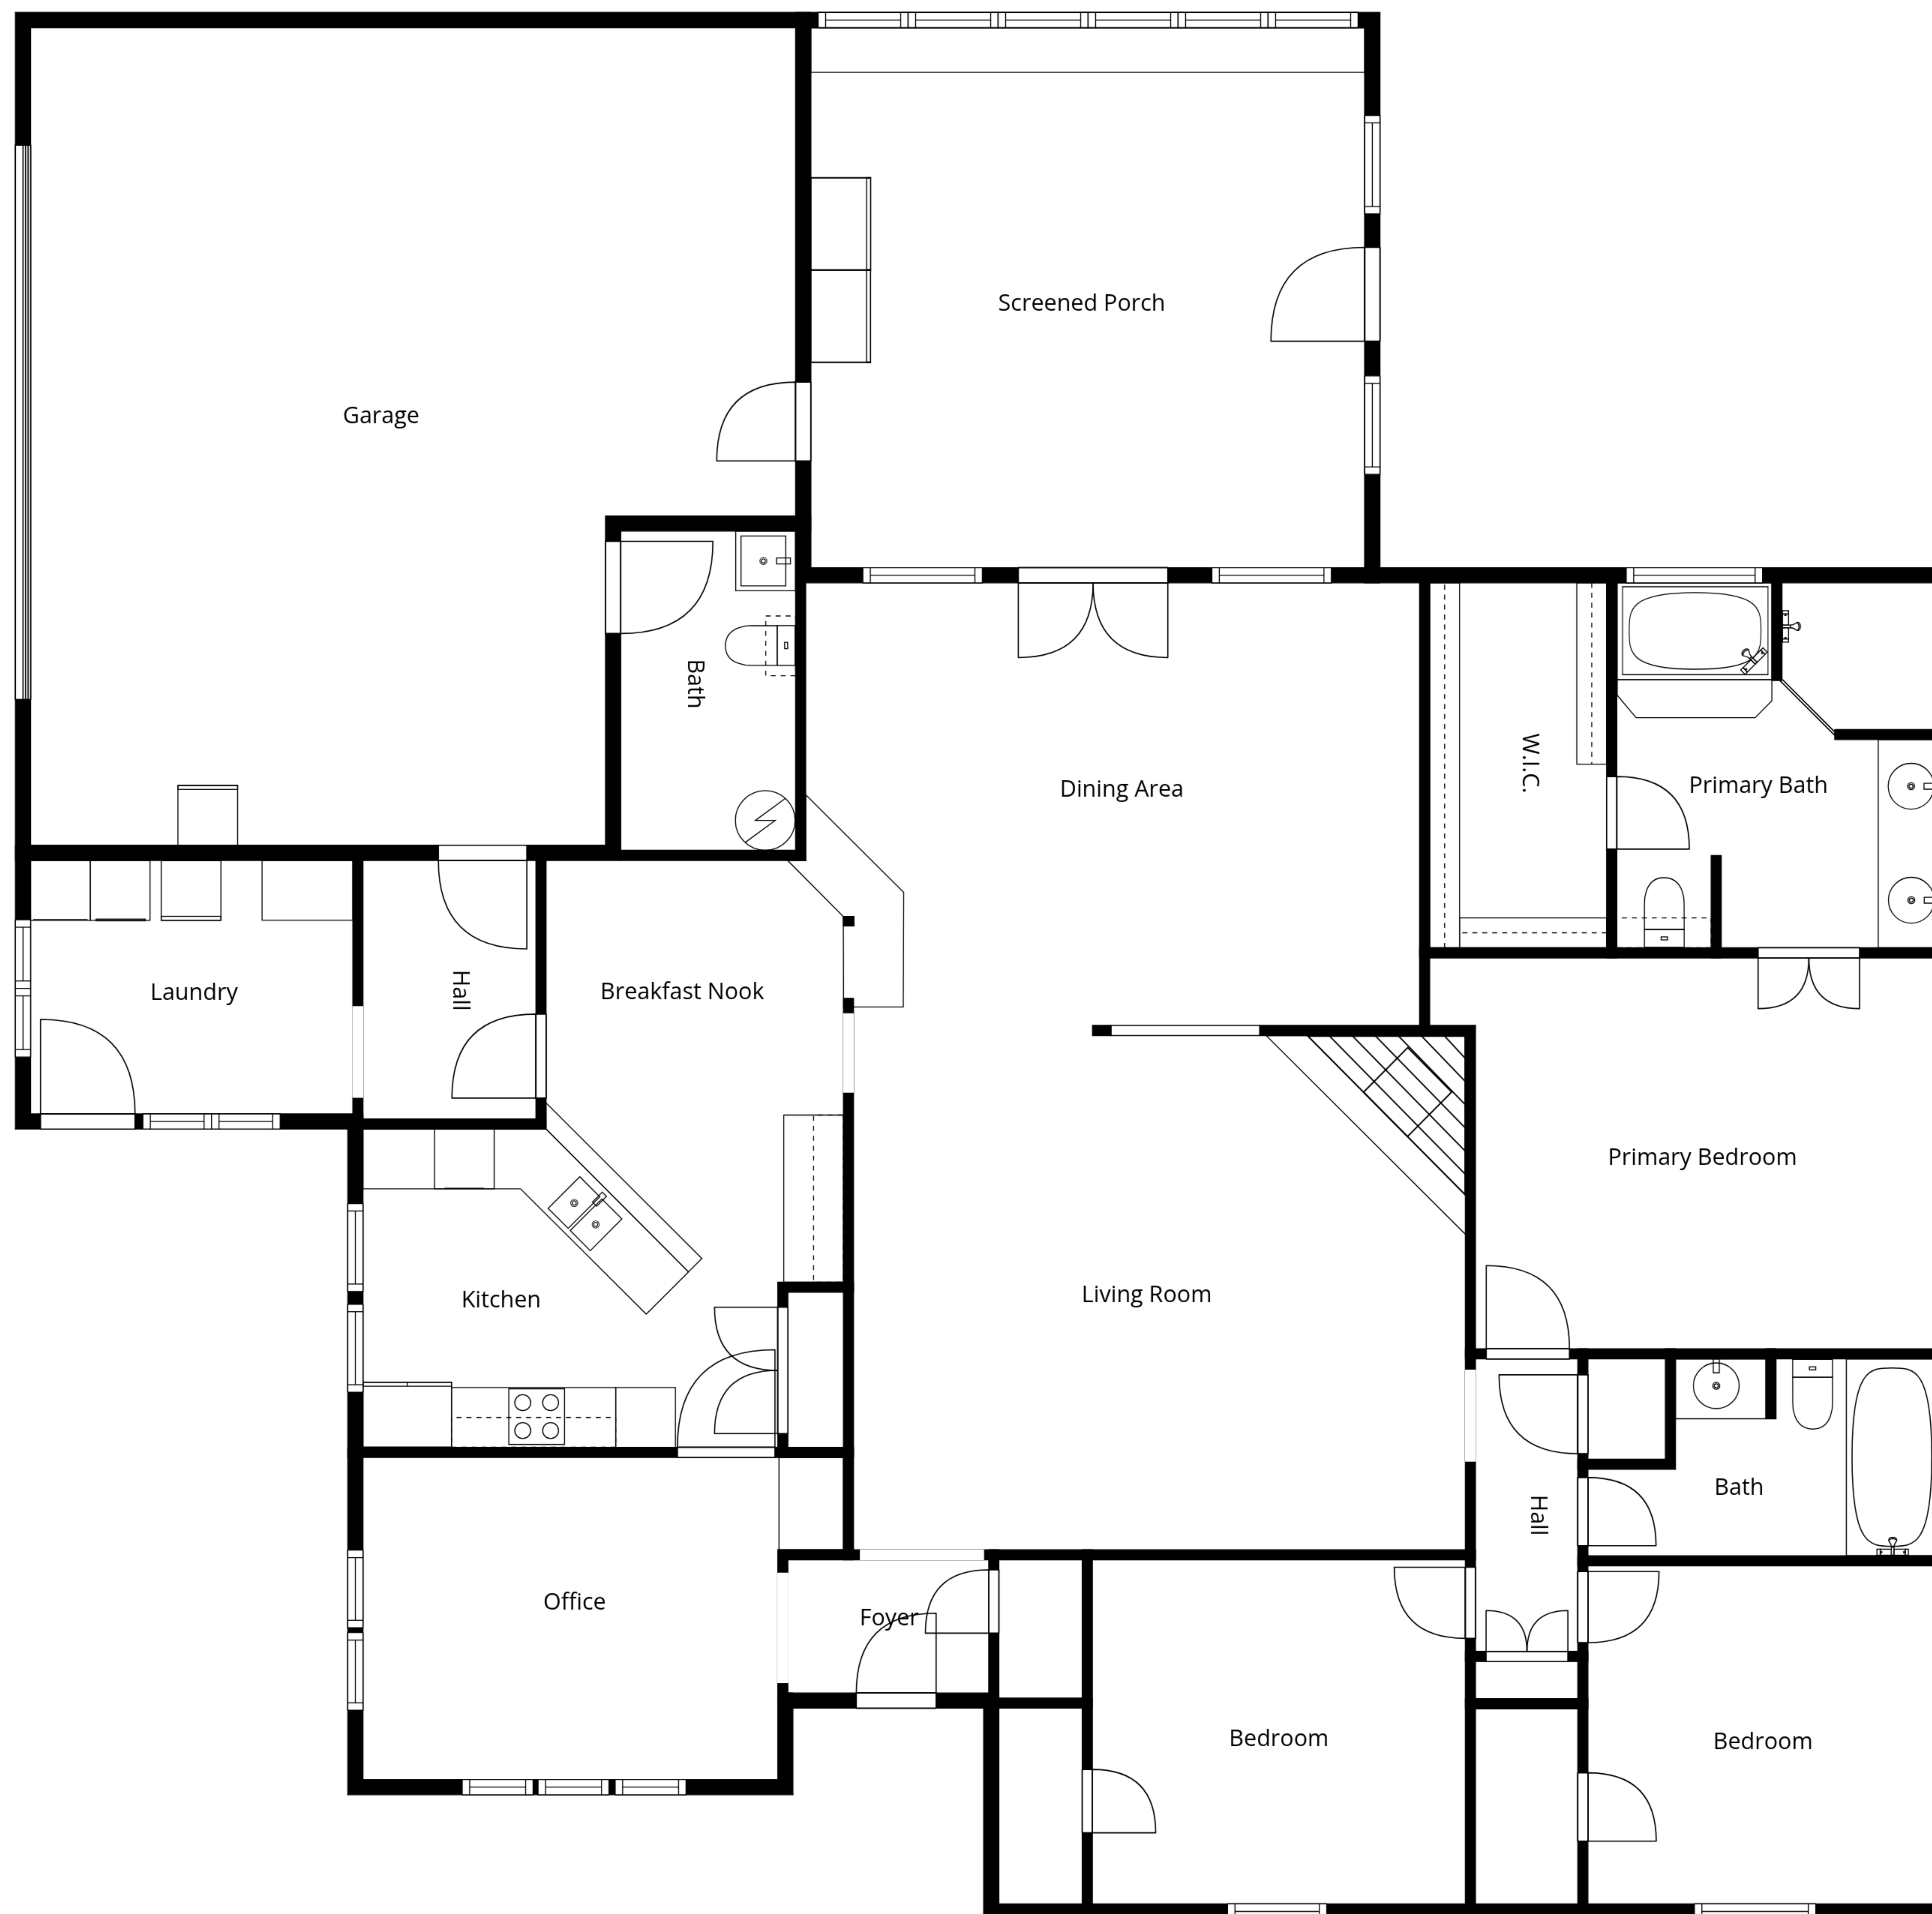 Screened Porch
Garage
Bath
Dining Area
W.I.C.
Primary Bath
Laundry
Hall
Breakfast Nook
Primary Bedroom
Kitchen
Living Room
Bath
Hall
Office
Foyer
Bedroom
Bedroom